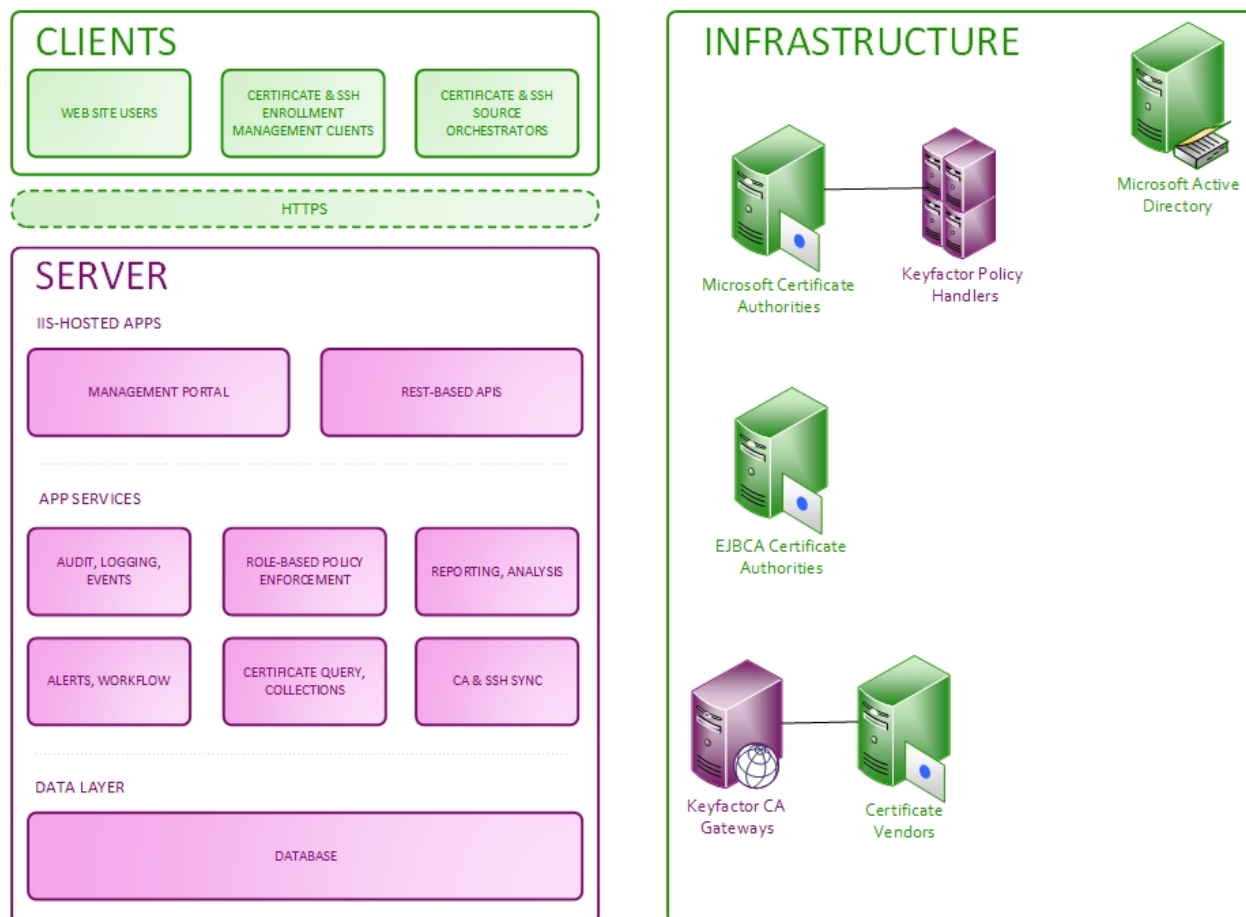 CLIENTS
WEB SITE USERS
CERTIFICATE & SSH
ENROLLMENT
MANAGEMENT CLIENTS
CERTIFICATE & SSH
SOURCE
ORCHESTRATORS
HTTPS
SERVER
IIS-HOSTED APPS
MANAGEMENT PORTAL
REST-BASED APIS
APP SERVICES
AUDIT, LOGGING,
EVENTS
ROLE-BASED POLICY
ENFORCEMENT
REPORTING, ANALYSIS
ALERTS, WORKFLOW
CERTIFICATE QUERY,
COLLECTIONS
CA & SSH SYNC
DATA LAYER
DATABASE
INFRASTRUCTURE
Microsoft Active
Directory
Microsoft Certificate
Authorities
Keyfactor Policy
Handlers
EJBCA Certificate
Authorities
Keyfactor CA
Gateways
Certificate
Vendors